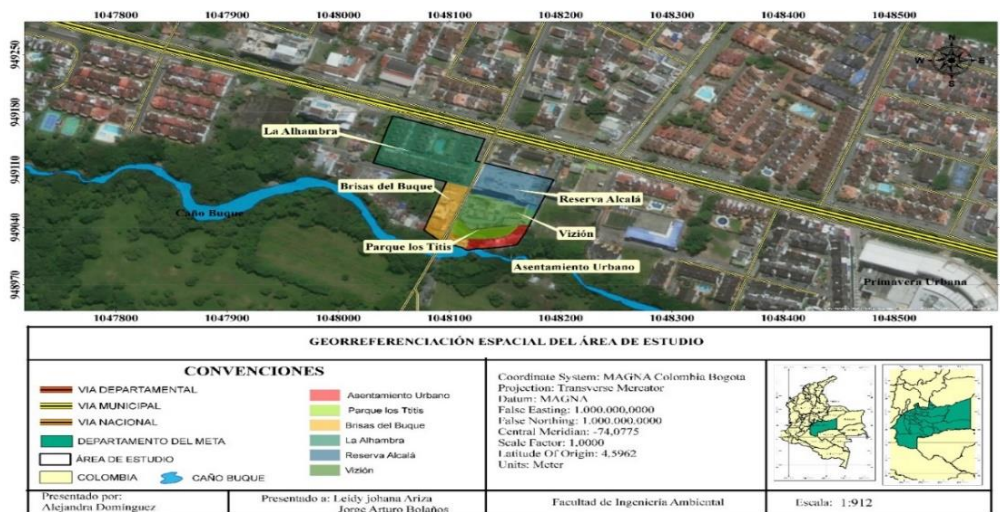 1047800 1047900 1048000 1048100 1048200 1048300 1048400 1048500
949250
949180
949110
949040
948970
N
W E
S
La Alhambra
Brisas del Buque
Reserva Alcalá
Caño Buque
Vizión
Parque los Titis
Asentamiento Urbano
Primavera Urbana
1047800 1047900 1048000 1048100 1048200 1048300 1048400 1048500
GEORREFERENCIACIÓN ESPACIAL DEL ÁREA DE ESTUDIO
CONVENCIONES
VIA DEPARTAMENTAL
VIA MUNICIPAL
VIA NACIONAL
DEPARTAMENTO DEL META
ÁREA DE ESTUDIO
COLOMBIA
CAÑO BUQUE
Asentamiento Urbano
Parque los Ttitis
Brisas del Buque
La Alhambra
Reserva Alcalá
Vizión
Coordinate System: MAGNA Colombia Bogota
Projection: Transverse Mercator
Datum: MAGNA
False Easting: 1.000.000,0000
False Northing: 1.000.000,0000
Central Meridian: -74,0775
Scale Factor: 1,0000
Latitude Of Origin: 4,5962
Units: Meter
Presentado por:
Alejandra Domínguez
Presentado a: Leidy johana Ariza
Jorge Arturo Bolaños
Facultad de Ingeniería Ambiental
Escala: 1:912